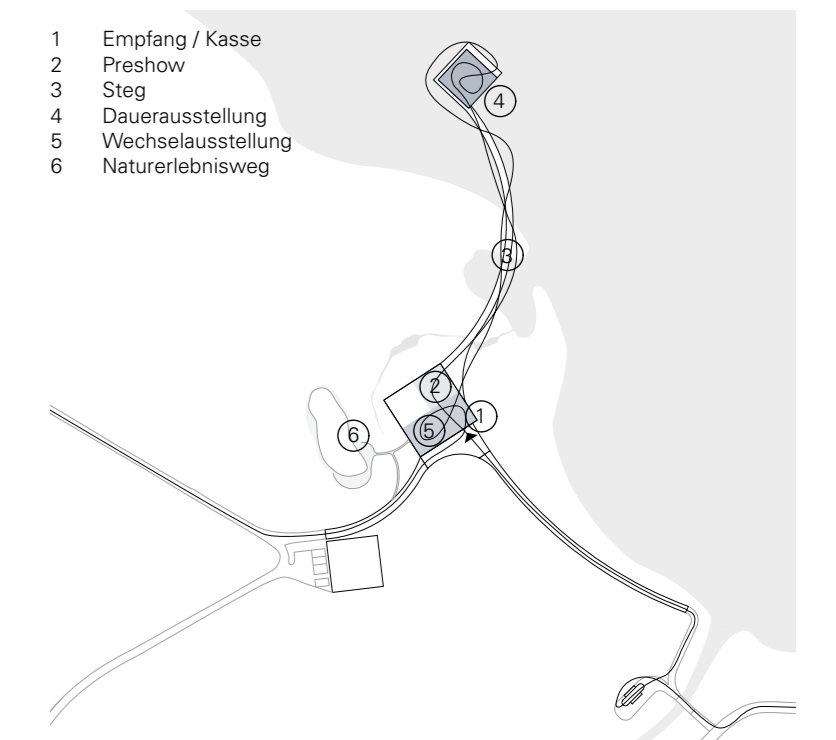 1 Empfang / Kasse
2 Preshow
3 Steg
4 Dauerausstellung
5 Wechselausstellung
6 Naturerlebnisweg
4
3
2
1
5
6